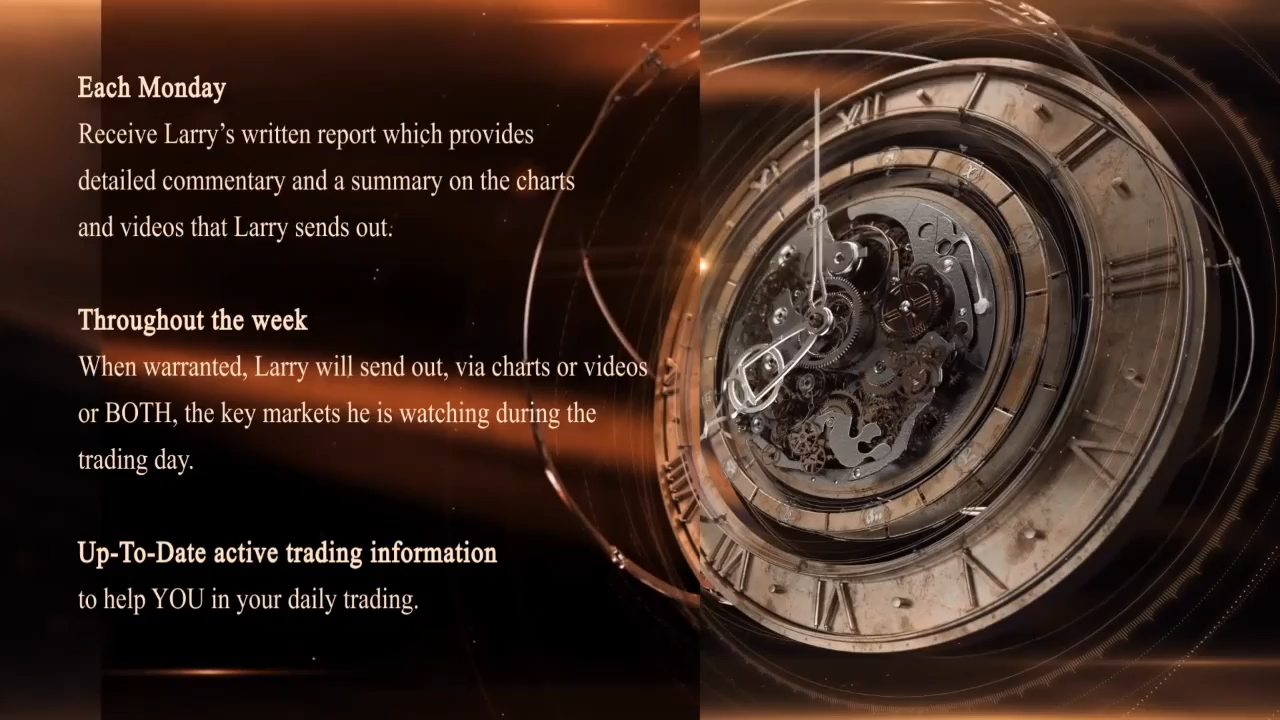 Each Monday
Receive Larry’s written report which provides
detailed commentary and a summary on the charts
and videos that Larry sends out.
Throughout the week
When warranted, Larry will send out, via charts or videos
or BOTH, the key markets he is watching during the
trading day.
Up-To-Date active trading information
to help YOU in your daily trading.
XII
XI
III